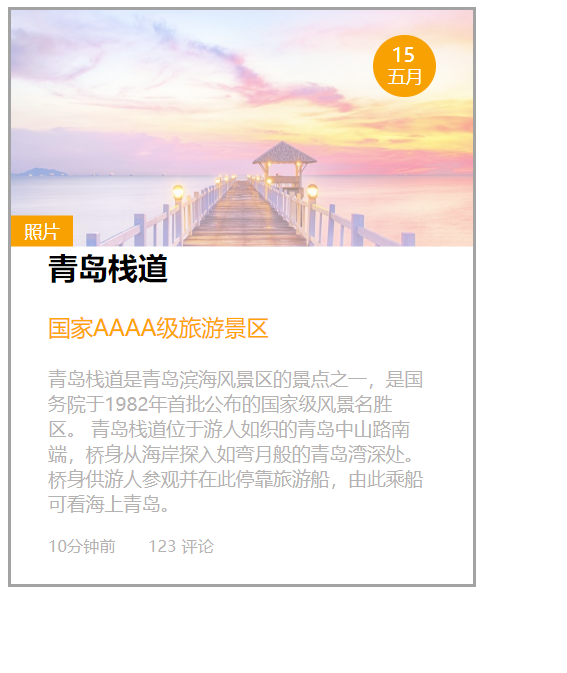 15
五月
照片
青岛栈道
国家AAAA级旅游景区
青岛栈道是青岛滨海风景区的景点之一，是国
务院于1982年首批公布的国家级风景名胜
区。 青岛栈道位于游人如织的青岛中山路南
端，桥身从海岸探入如弯月般的青岛湾深处。
桥身供游人参观并在此停靠旅游船，由此乘船
可看海上青岛。
10分钟前 123 评论